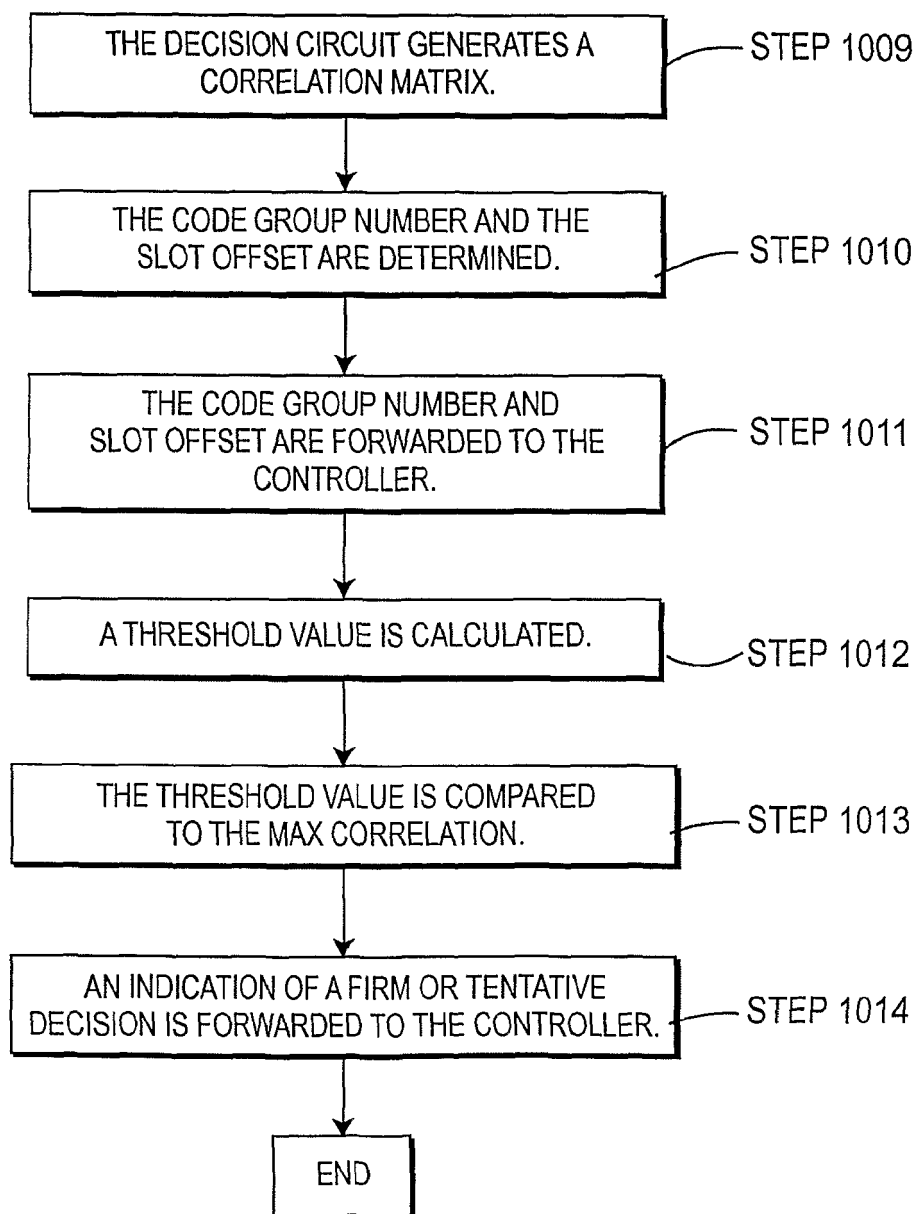 THE DECISION CIRCUIT GENERATES A
CORRELATION MATRIX.
STEP 1009
THE CODE GROUP NUMBER AND THE
SLOT OFFSET ARE DETERMINED.
STEP 1010
THE CODE GROUP NUMBER AND
SLOT OFFSET ARE FORWARDED TO THE
CONTROLLER.
STEP 1011
A THRESHOLD VALUE IS CALCULATED.
STEP 1012
THE THRESHOLD VALUE IS COMPARED
TO THE MAX CORRELATION.
STEP 1013
AN INDICATION OF A FIRM OR TENTATIVE
DECISION IS FORWARDED TO THE CONTROLLER.
STEP 1014
END